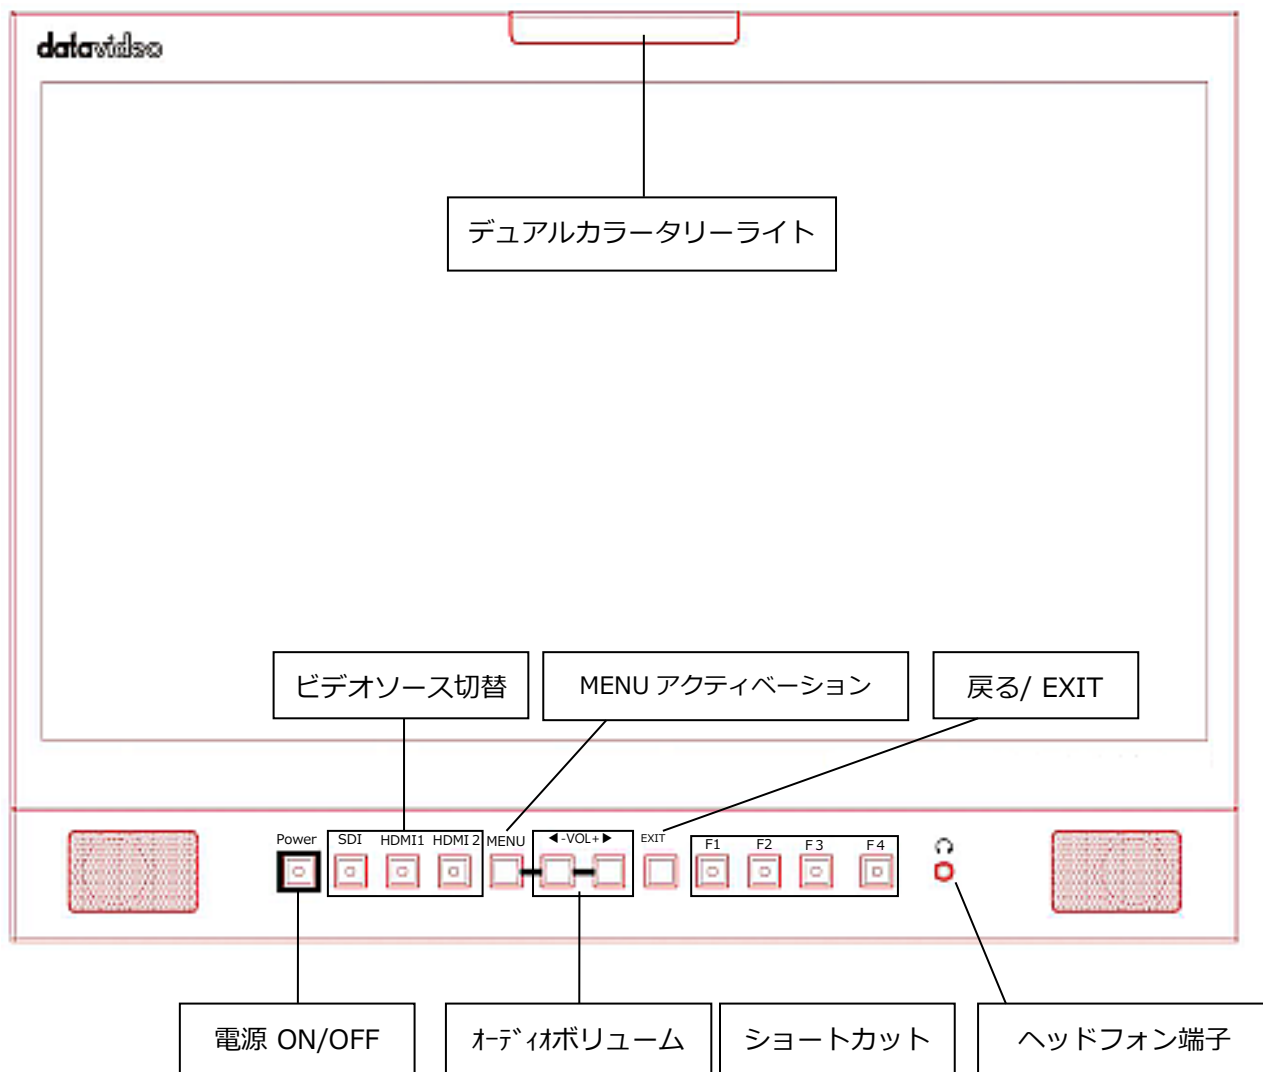 datavideo
デュアルカラータリーライト
ビデオソース切替
MENU アクティベーション
戻る/ EXIT
Power SDI HDMI1 HDMI 2 MENU ◀-VOL+▶ EXIT F1 F2 F3 F4
電源 ON/OFF
ｵｰﾃﾞｨｵボリューム
ショートカット
ヘッドフォン端子